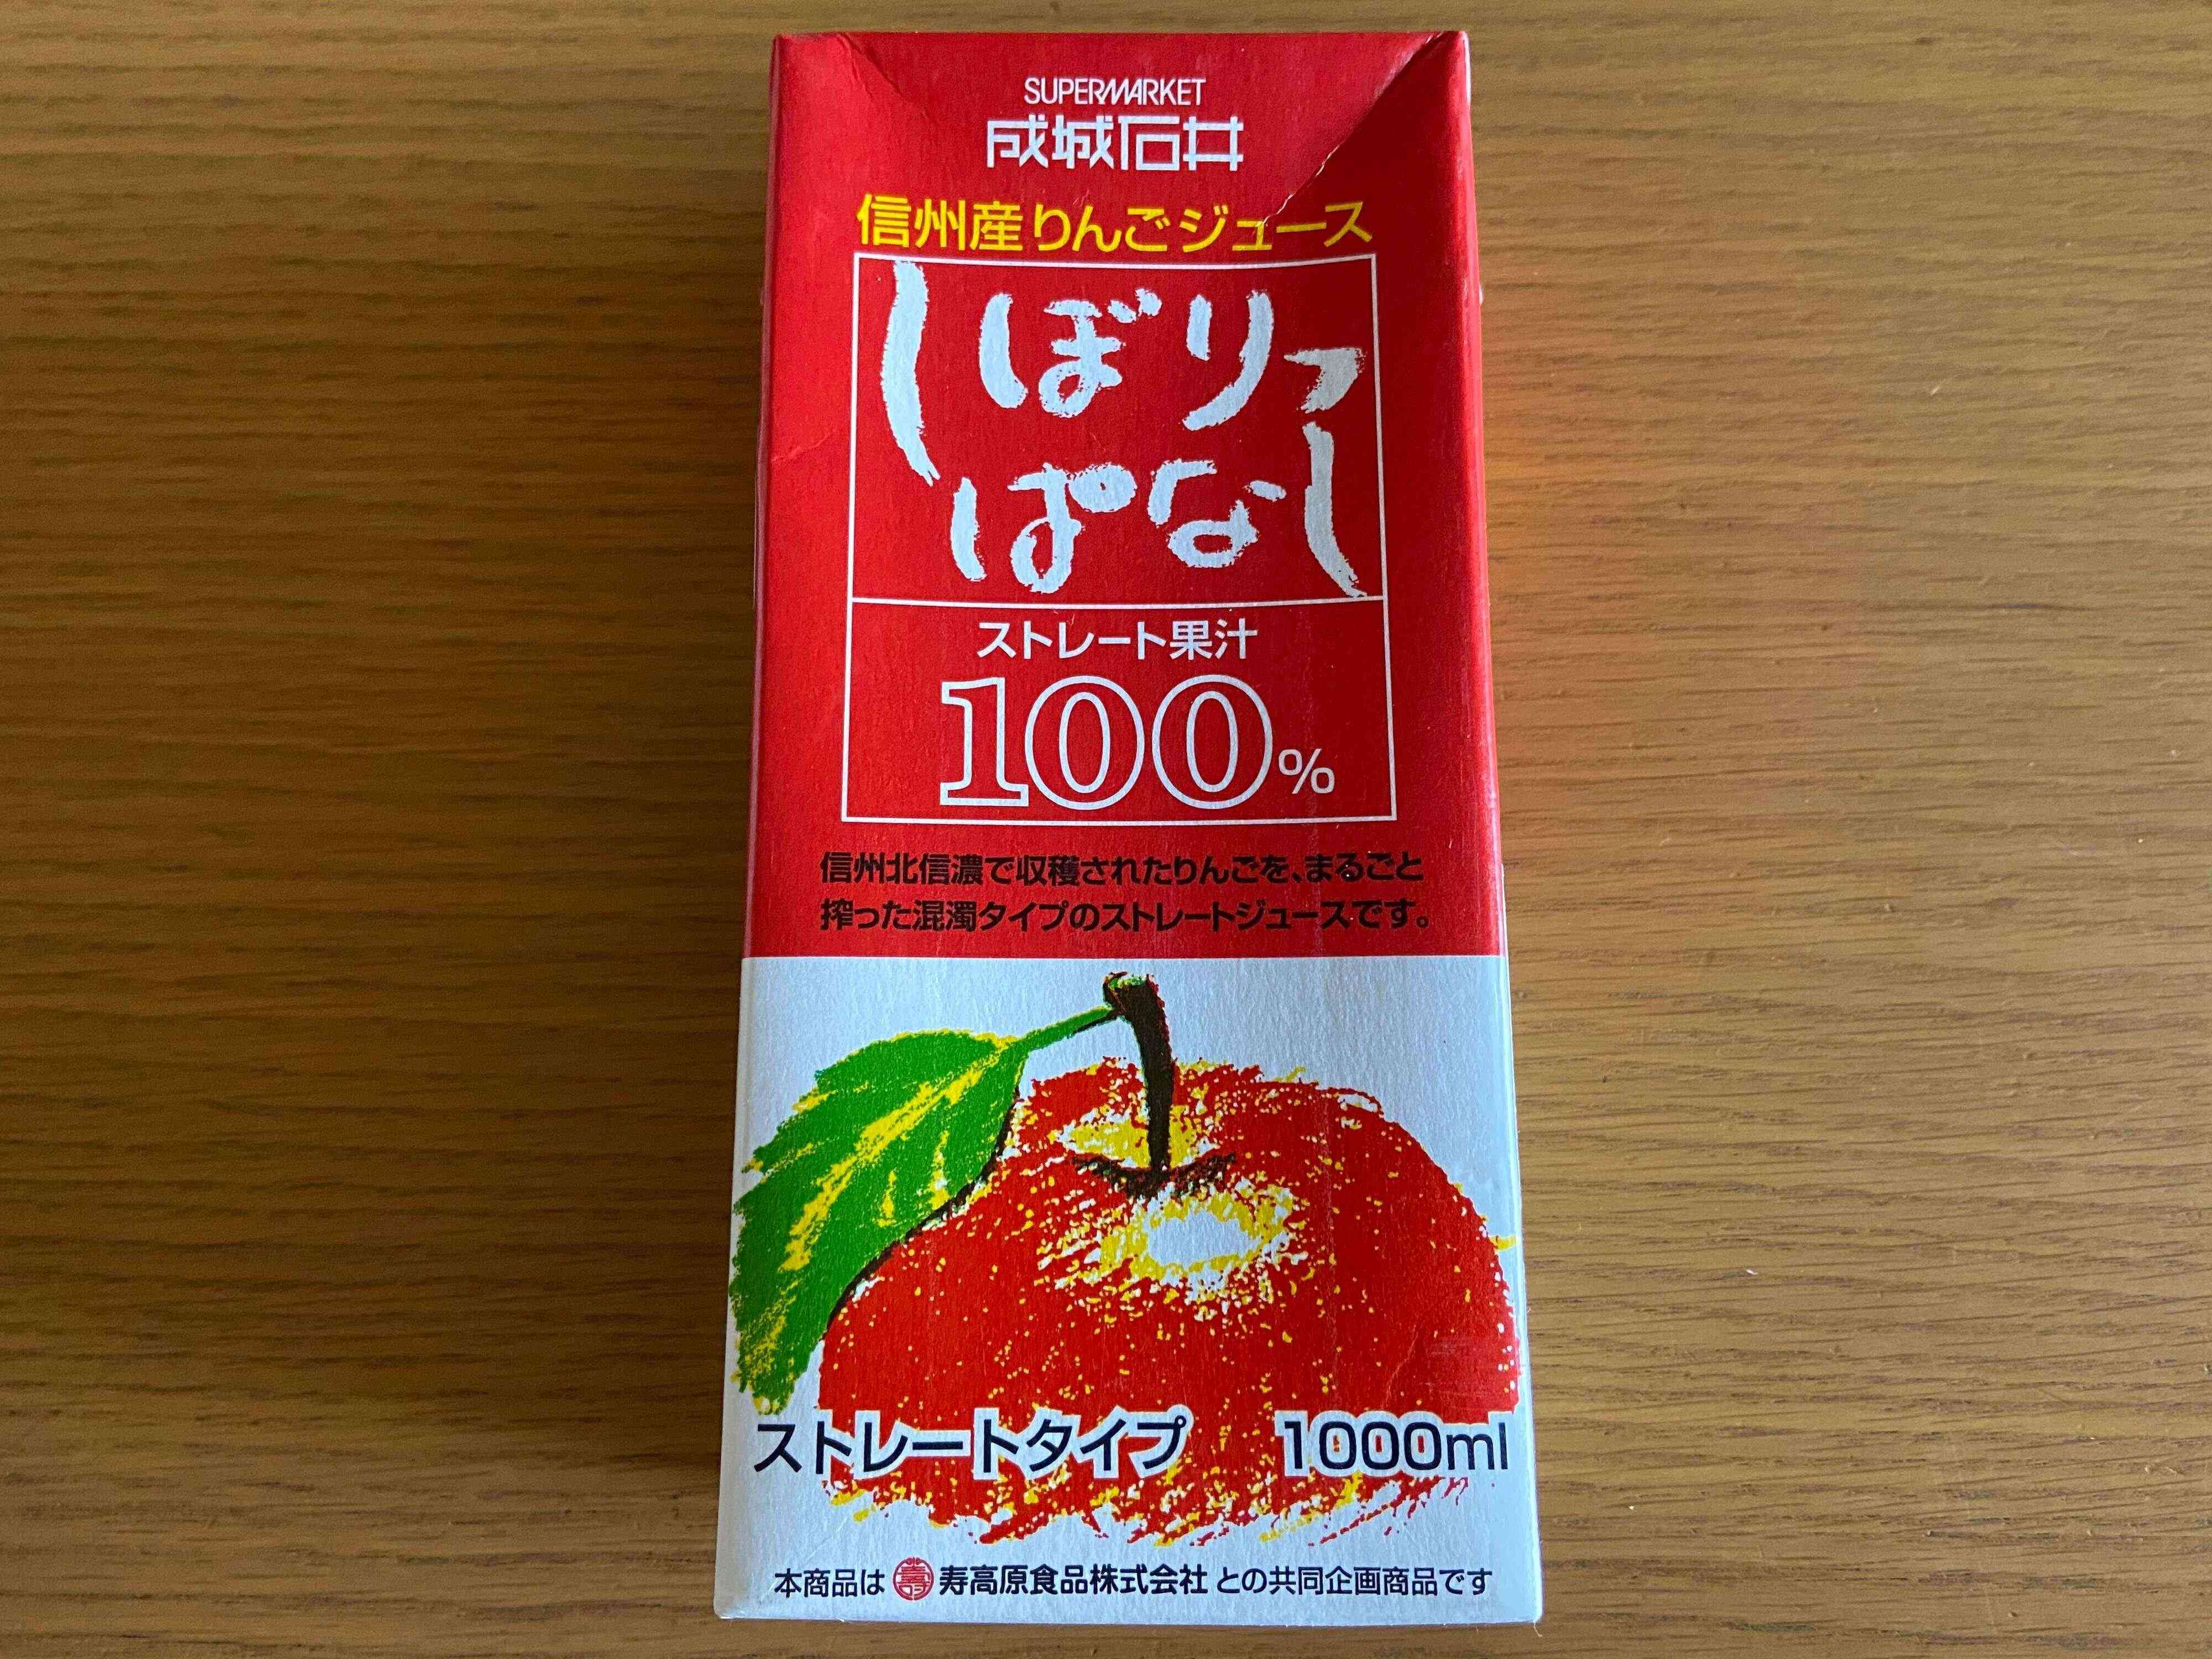 SUPERMARKET
成城石井
信州産りんごジュース
しぼりっ
ぱなし
ストレート果汁
100%
信州北信濃で収穫されたりんごを、まるごと
搾った混濁タイプのストレートジュースです。
ストレートタイプ 1000ml
本商品は 壽 寿高原食品株式会社 との共同企画商品です